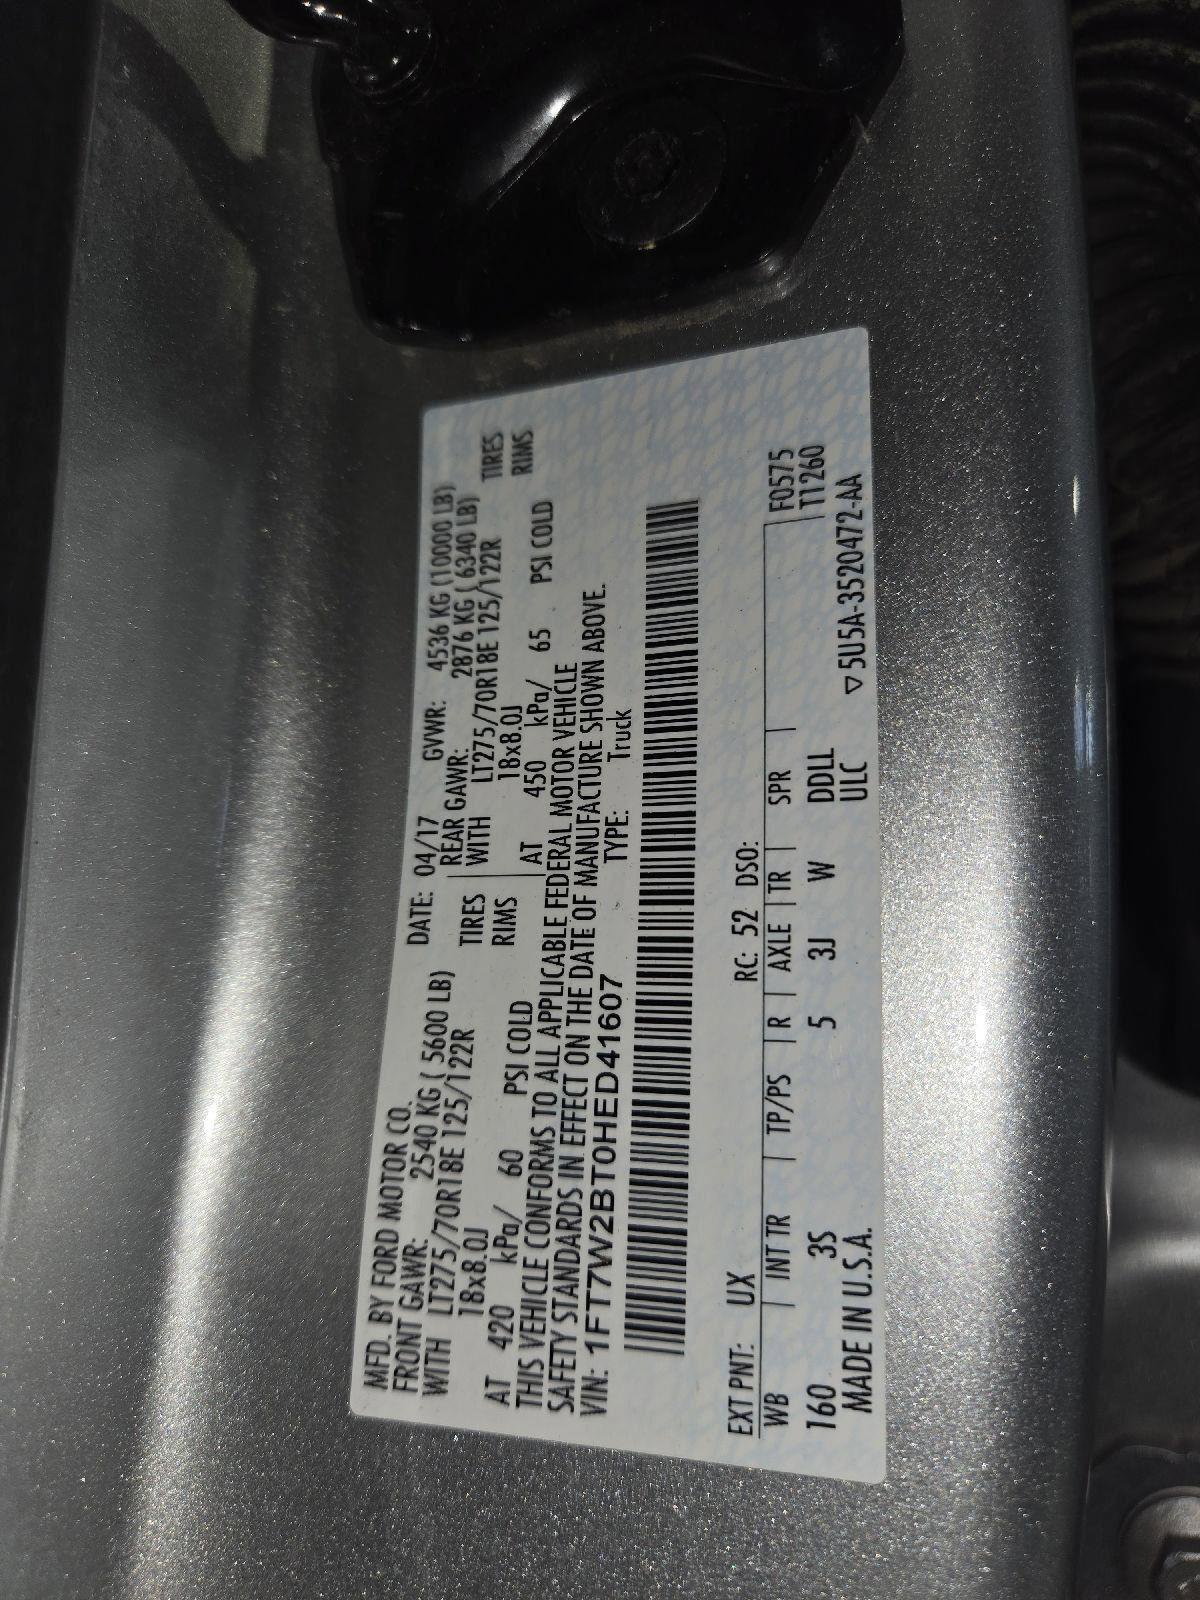 MFD. BY FORD MOTOR CO. DATE: 04/17 GVWR: 4536 KG (10000 LB)
FRONT GAWR: 2540 KG ( 5600 LB) REAR GAWR: 2876 KG ( 6340 LB)
WITH LT275/70R18E 125/122R TIRES WITH LT275/70R18E 125/122R TIRES
18x8.0J RIMS 18x8.0J RIMS
AT 420 kPa/ 60 PSI COLD AT 450 kPa/ 65 PSI COLD
THIS VEHICLE CONFORMS TO ALL APPLICABLE FEDERAL MOTOR VEHICLE
SAFETY STANDARDS IN EFFECT ON THE DATE OF MANUFACTURE SHOWN ABOVE.
VIN: 1FT7W2BT0HED41607 TYPE: Truck
EXT PNT: UX RC: 52 DSO:
WB INT TR TP/PS R AXLE TR SPR F0575
160 3S 5 3J W DDLL T1260
MADE IN U.S.A. ULC ▽5U5A-3520472-AA